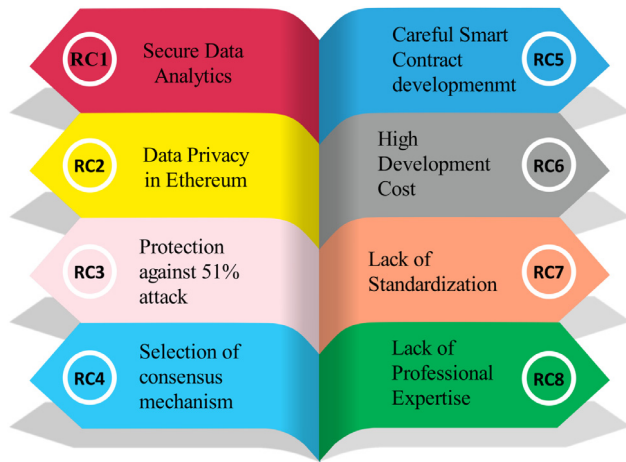 RC1
Secure Data
Analytics
RC2
Data Privacy
in Ethereum
RC3
Protection
against 51%
attack
RC4
Selection of
consensus
mechanism
Careful Smart
Contract
developmenmt
RC5
High
Development
Cost
RC6
Lack of
Standardization
RC7
Lack of
Professional
Expertise
RC8